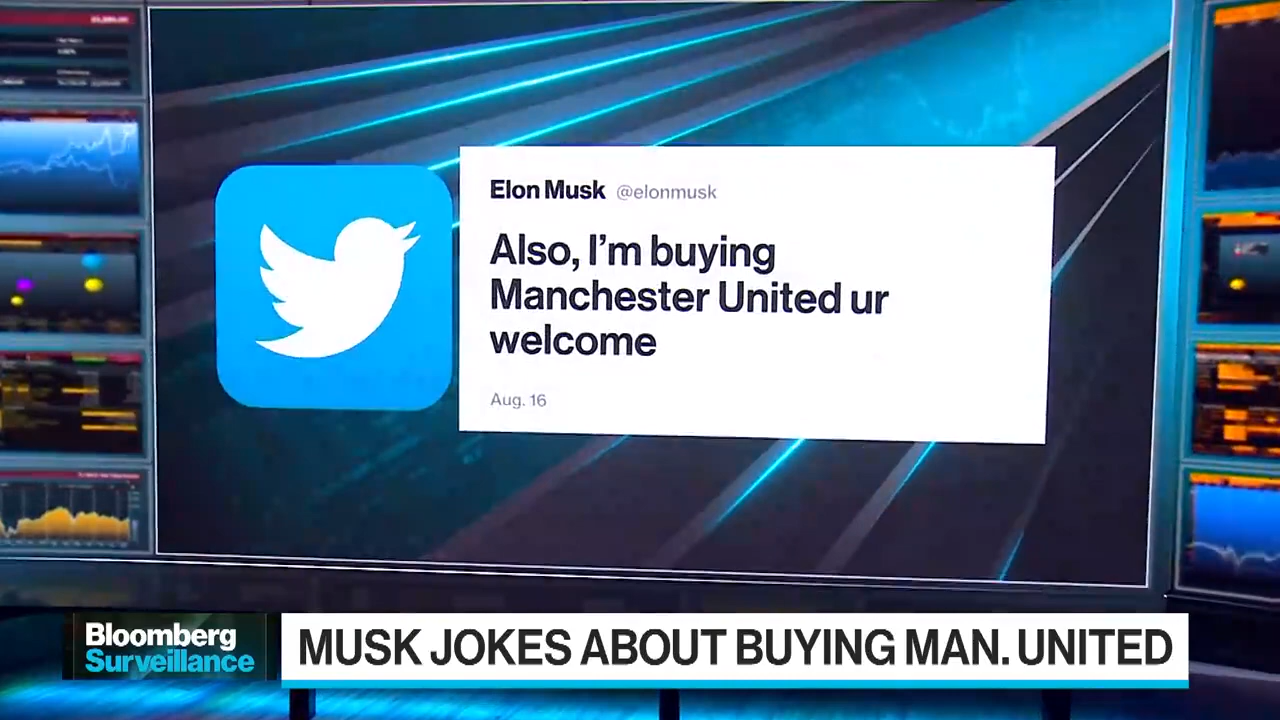 Elon Musk @elonmusk
Also, I'm buying
Manchester United ur
welcome
Aug. 16
Bloomberg
Surveillance
MUSK JOKES ABOUT BUYING MAN. UNITED